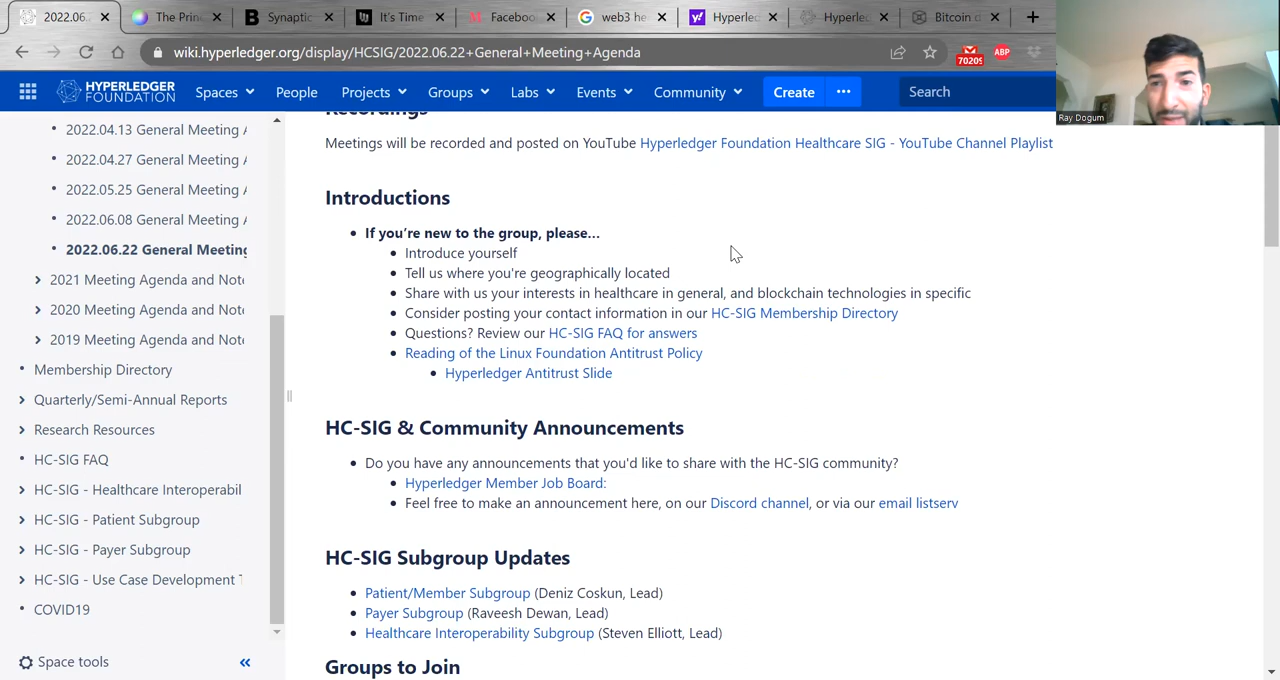 2022.06
The Prin
Synaptic
It's Time
Faceboo
web3 he
Hyperled
Hyperle
Bitcoin d
wiki.hyperledger.org/display/HCSIG/2022.06.22+General+Meeting+Agenda
70209
ABP
HYPERLEDGER
FOUNDATION
Spaces
People
Projects
Groups
Labs
Events
Community
Create
Search
Ray Dogum
2022.04.13 General Meeting A
2022.04.27 General Meeting A
2022.05.25 General Meeting A
2022.06.08 General Meeting A
2022.06.22 General Meeting
2021 Meeting Agenda and Note
2020 Meeting Agenda and Note
2019 Meeting Agenda and Note
Membership Directory
Quarterly/Semi-Annual Reports
Research Resources
HC-SIG FAQ
HC-SIG - Healthcare Interoperabil
HC-SIG - Patient Subgroup
HC-SIG - Payer Subgroup
HC-SIG - Use Case Development T
COVID19
Space tools
Recordings
Meetings will be recorded and posted on YouTube Hyperledger Foundation Healthcare SIG - YouTube Channel Playlist
Introductions
If you're new to the group, please...
Introduce yourself
Tell us where you're geographically located
Share with us your interests in healthcare in general, and blockchain technologies in specific
Consider posting your contact information in our HC-SIG Membership Directory
Questions? Review our HC-SIG FAQ for answers
Reading of the Linux Foundation Antitrust Policy
Hyperledger Antitrust Slide
HC-SIG & Community Announcements
Do you have any announcements that you'd like to share with the HC-SIG community?
Hyperledger Member Job Board:
Feel free to make an announcement here, on our Discord channel, or via our email listserv
HC-SIG Subgroup Updates
Patient/Member Subgroup (Deniz Coskun, Lead)
Payer Subgroup (Raveesh Dewan, Lead)
Healthcare Interoperability Subgroup (Steven Elliott, Lead)
Groups to Join